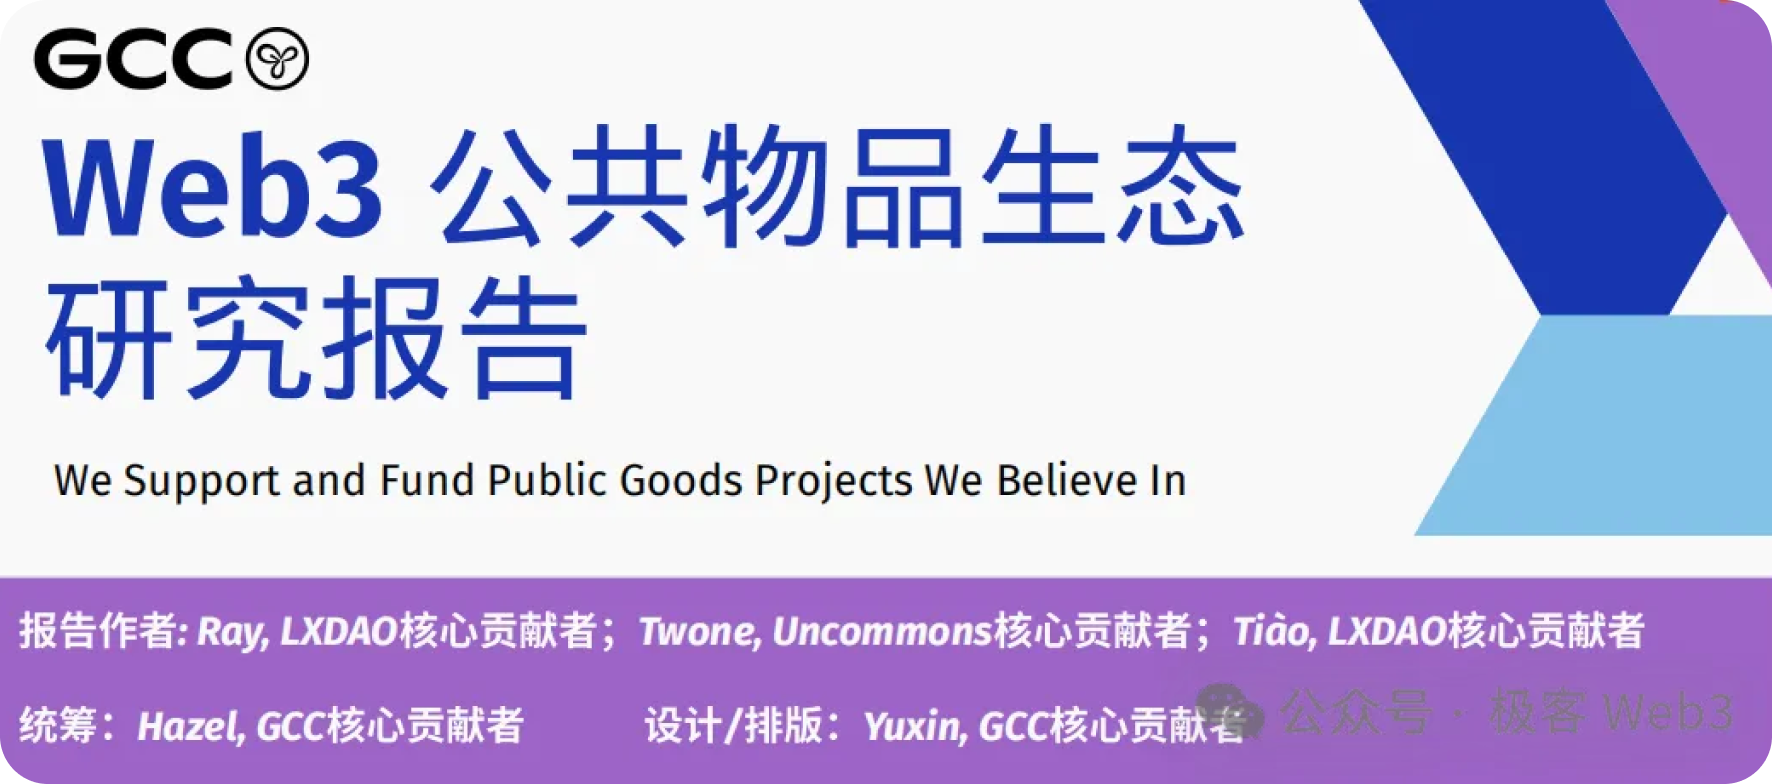 GCC
Web3 公共物品生态
研究报告
We Support and Fund Public Goods Projects We Believe In
报告作者: Ray, LXDAO核心贡献者；Twone, Uncommons核心贡献者；Tiào, LXDAO核心贡献者
统筹：Hazel, GCC核心贡献者 设计/排版：Yuxin, GCC核心贡献者
公众号 · 极客 Web3